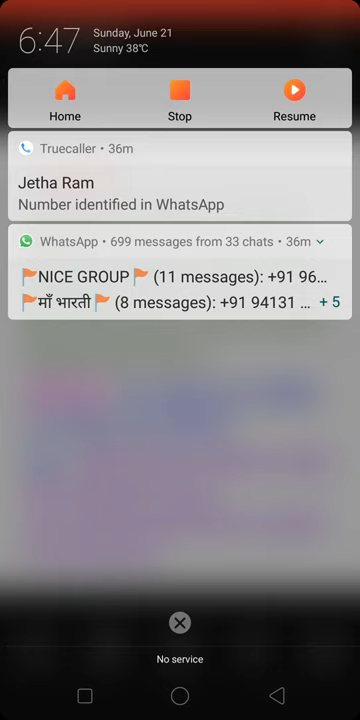 6:47
Sunday, June 21
Sunny 38℃
Home Stop Resume
Truecaller • 36m
Jetha Ram
Number identified in WhatsApp
WhatsApp • 699 messages from 33 chats • 36m
🚩NICE GROUP🚩 (11 messages): +91 96…
🚩माँ भारती🚩 (8 messages): +91 94131 … + 5
No service